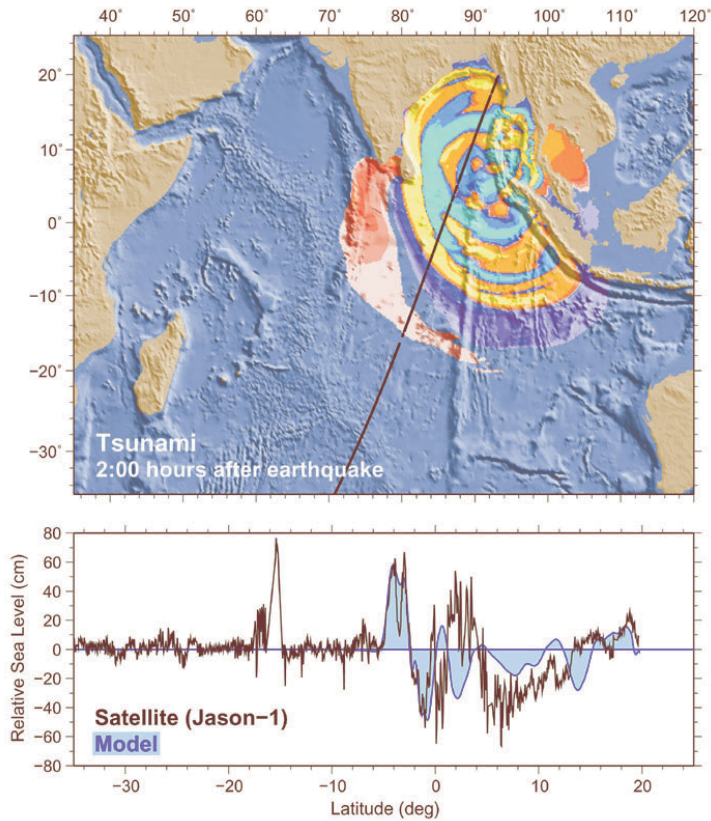 40˚ 50˚ 60˚ 70˚ 80˚ 90˚ 100˚ 110˚ 120˚
20˚
10˚
0˚
−10˚
−20˚
−30˚
Tsunami
2:00 hours after earthquake
80
60
40
20
0
−20
−40
−60
−80
Relative Sea Level (cm)
Satellite (Jason−1)
Model
−30 −20 −10 0 10 20
Latitude (deg)